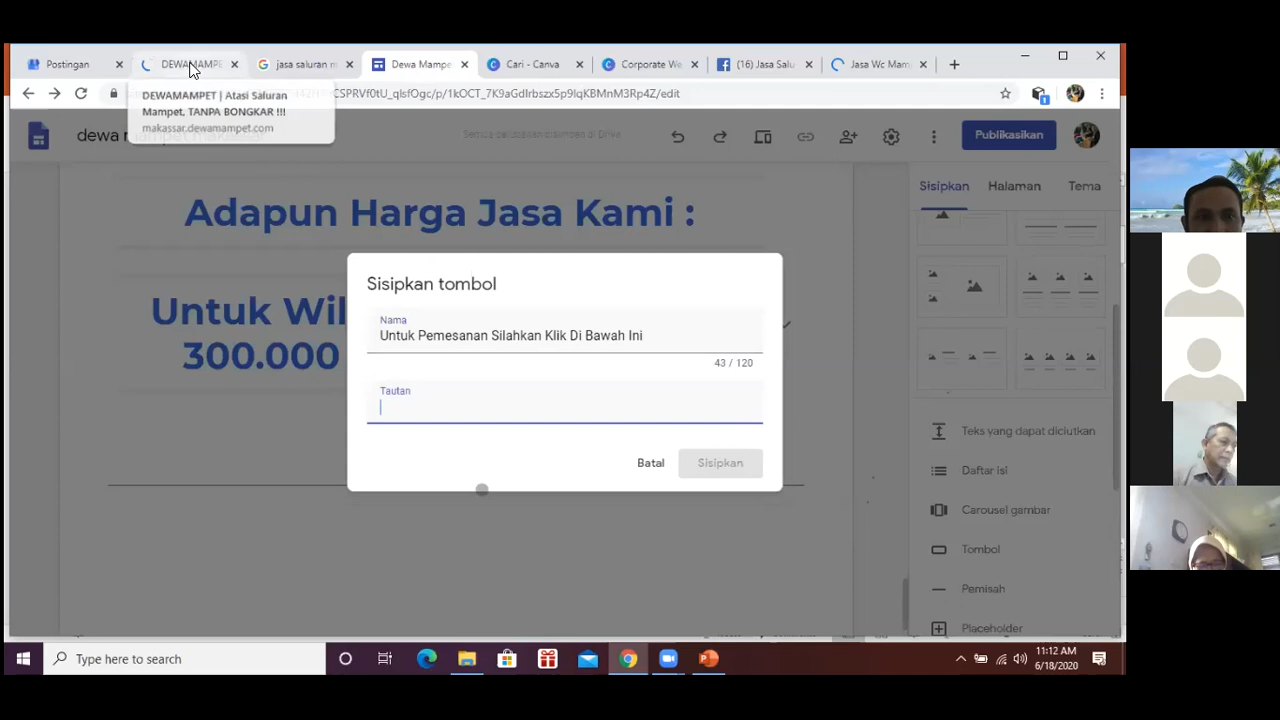 Postingan
DEWAMAMPE
jasa saluran m
Dewa Mampe
Cari - Canva
Corporate We
(16) Jasa Salu
Jasa Wc Mam
DEWAMAMPET | Atasi Saluran
Mampet, TANPA BONGKAR !!!
makassar.dewamampet.com
CSPRVf0tU_qlsfOgc/p/1kOCT_7K9aGdIrbszx5p9lqKBMnM3Rp4Z/edit
Publikasikan
Sisipkan
Halaman
Tema
Adapun Harga Jasa Kami :
Untuk Wil
300.000
Sisipkan tombol
Nama
Untuk Pemesanan Silahkan Klik Di Bawah Ini
43 / 120
Tautan
Batal
Sisipkan
Teks yang dapat diciutkan
Daftar isi
Carousel gambar
Tombol
Pemisah
Placeholder
Type here to search
11:12 AM
6/18/2020